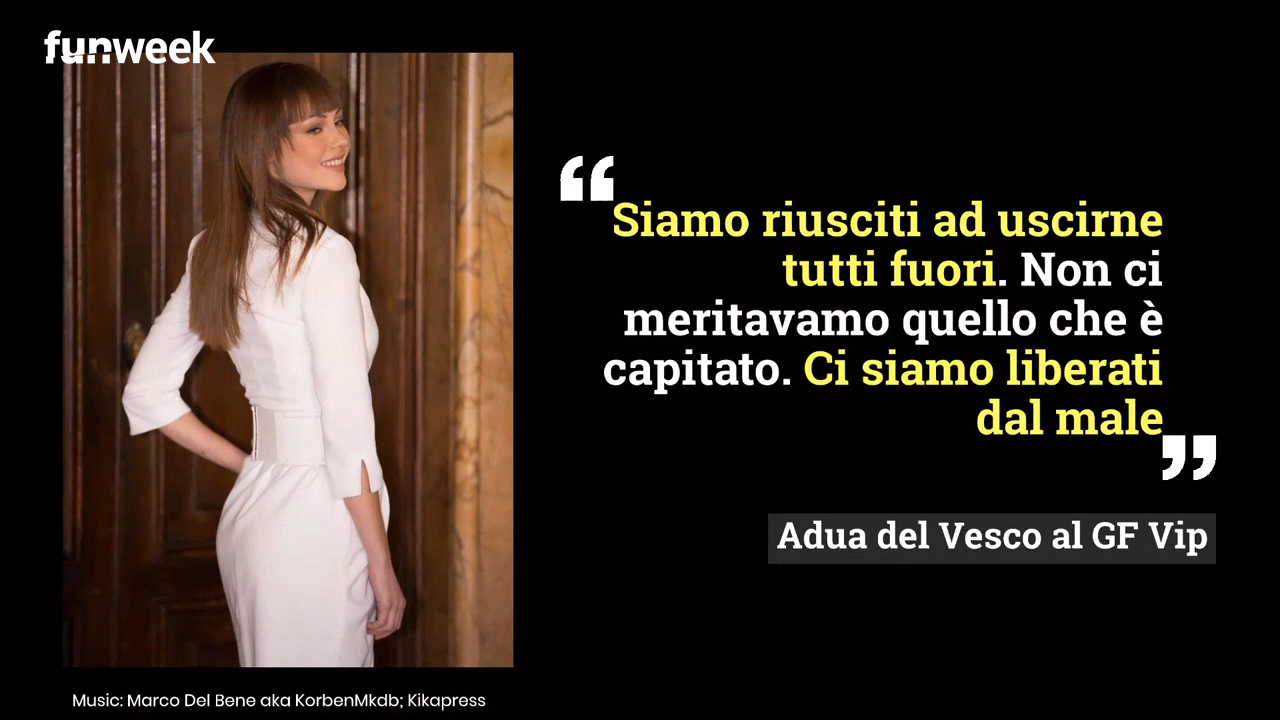 funweek
“Siamo riusciti ad uscirne
tutti fuori. Non ci
meritavamo quello che è
capitato. Ci siamo liberati
dal male”
Adua del Vesco al GF Vip
Music: Marco Del Bene aka KorbenMkdb; Kikapress